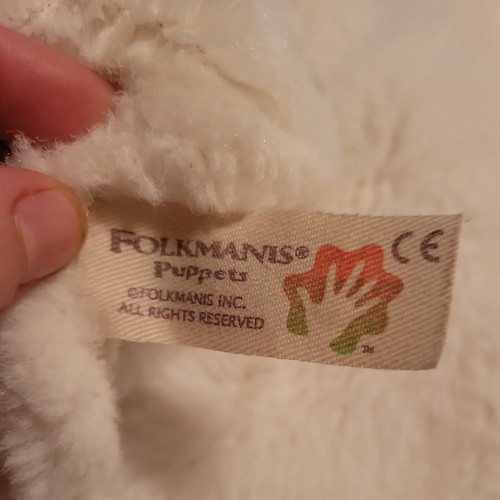 FOLKMANIS® CE
Puppets
©FOLKMANIS INC.
ALL RIGHTS RESERVED
TM